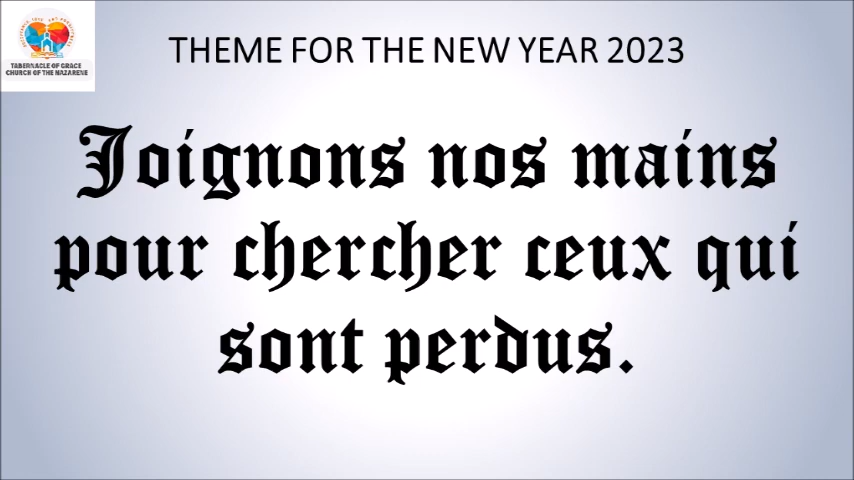 TABERNACLE OF GRACE
CHURCH OF THE NAZARENE
THEME FOR THE NEW YEAR 2023
Joignons nos mains
pour chercher ceux qui
sont perdus.